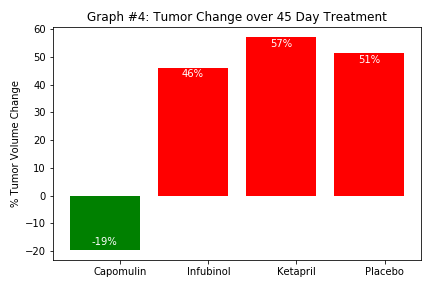 Graph #4: Tumor Change over 45 Day Treatment
% Tumor Volume Change
60
50
40
30
20
10
0
−10
−20
-19%
46%
57%
51%
Capomulin
Infubinol
Ketapril
Placebo